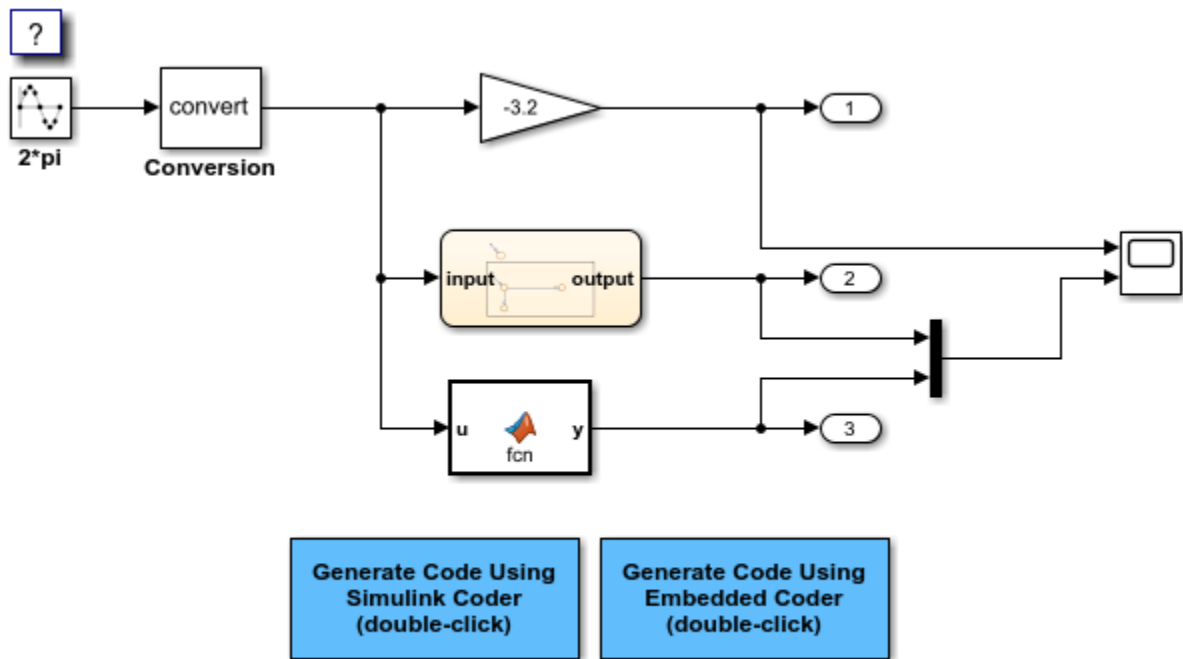 ?
convert
-3.2
1
2*pi
Conversion
input
output
2
u
y
fcn
3
Generate Code Using
Simulink Coder
(double-click)
Generate Code Using
Embedded Coder
(double-click)